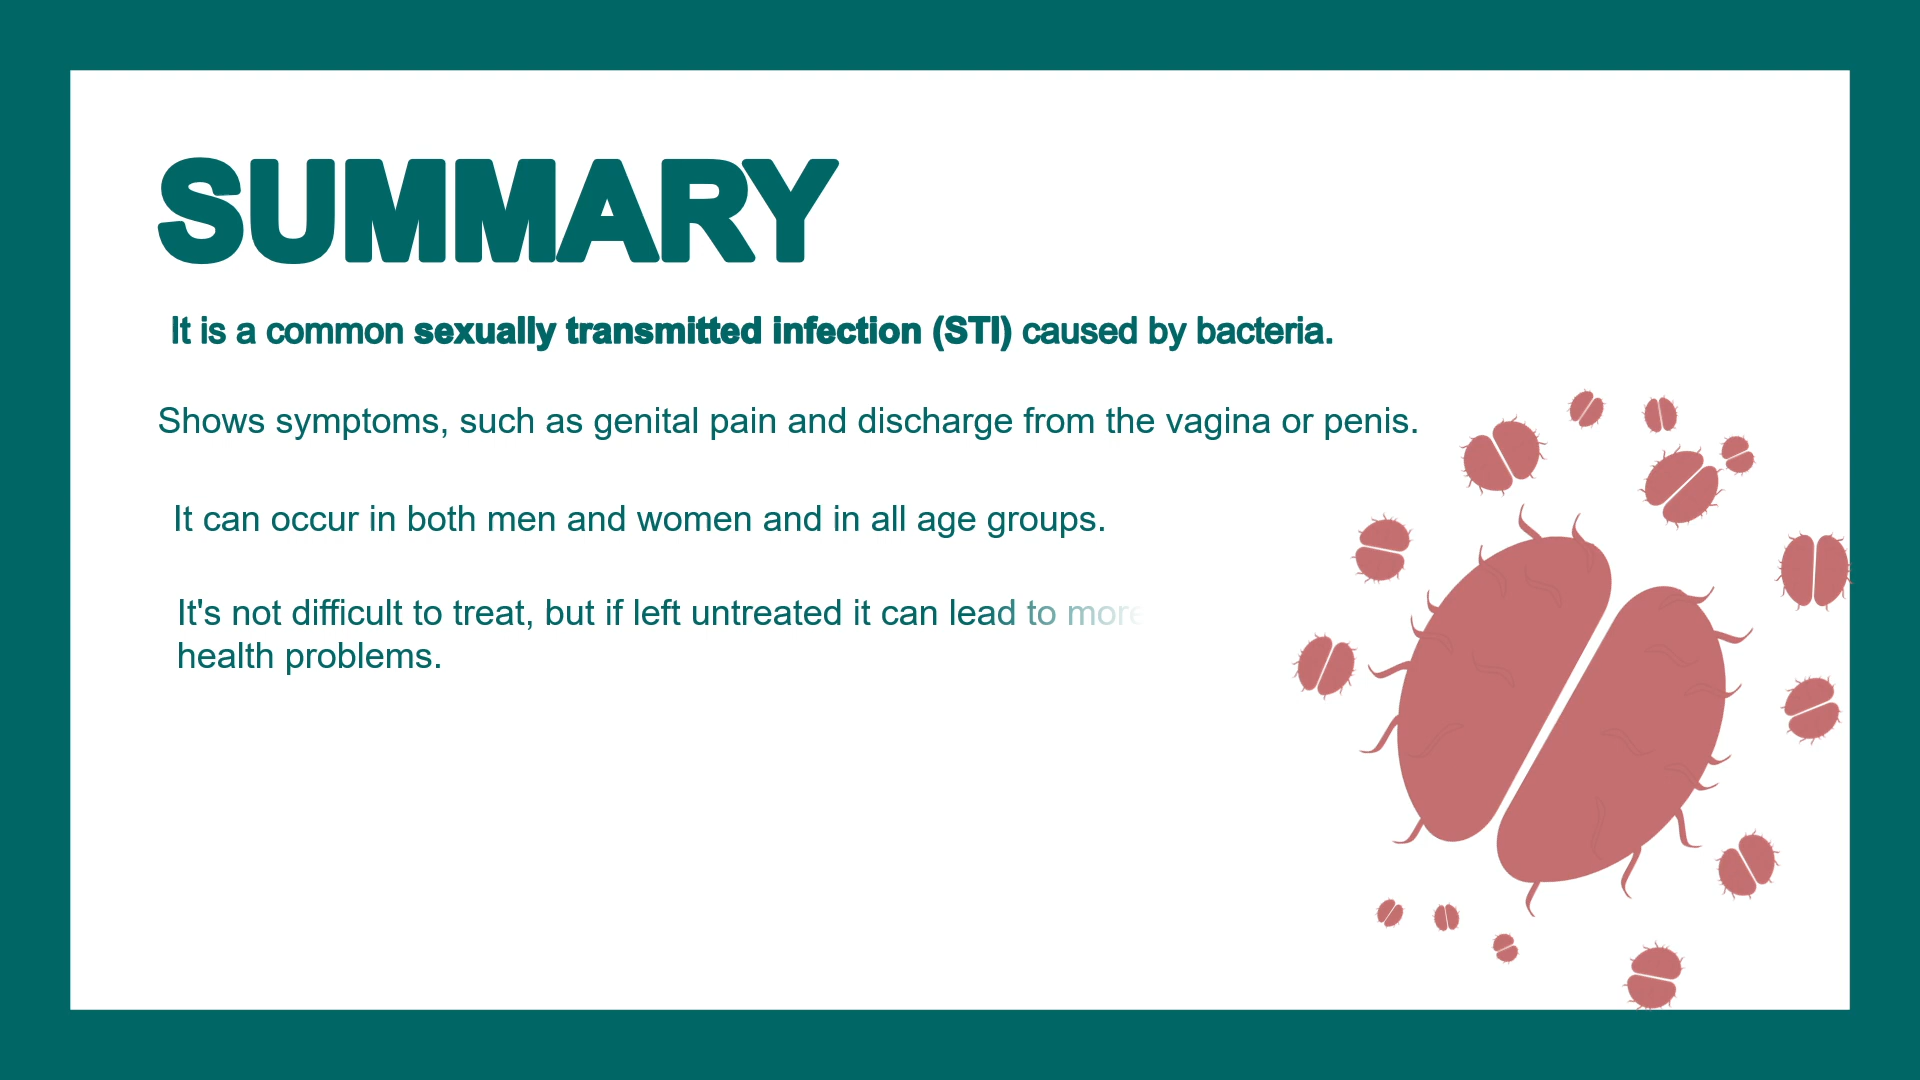 SUMMARY
It is a common sexually transmitted infection (STI) caused by bacteria.
Shows symptoms, such as genital pain and discharge from the vagina or penis.
It can occur in both men and women and in all age groups.
It's not difficult to treat, but if left untreated it can lead to more
health problems.